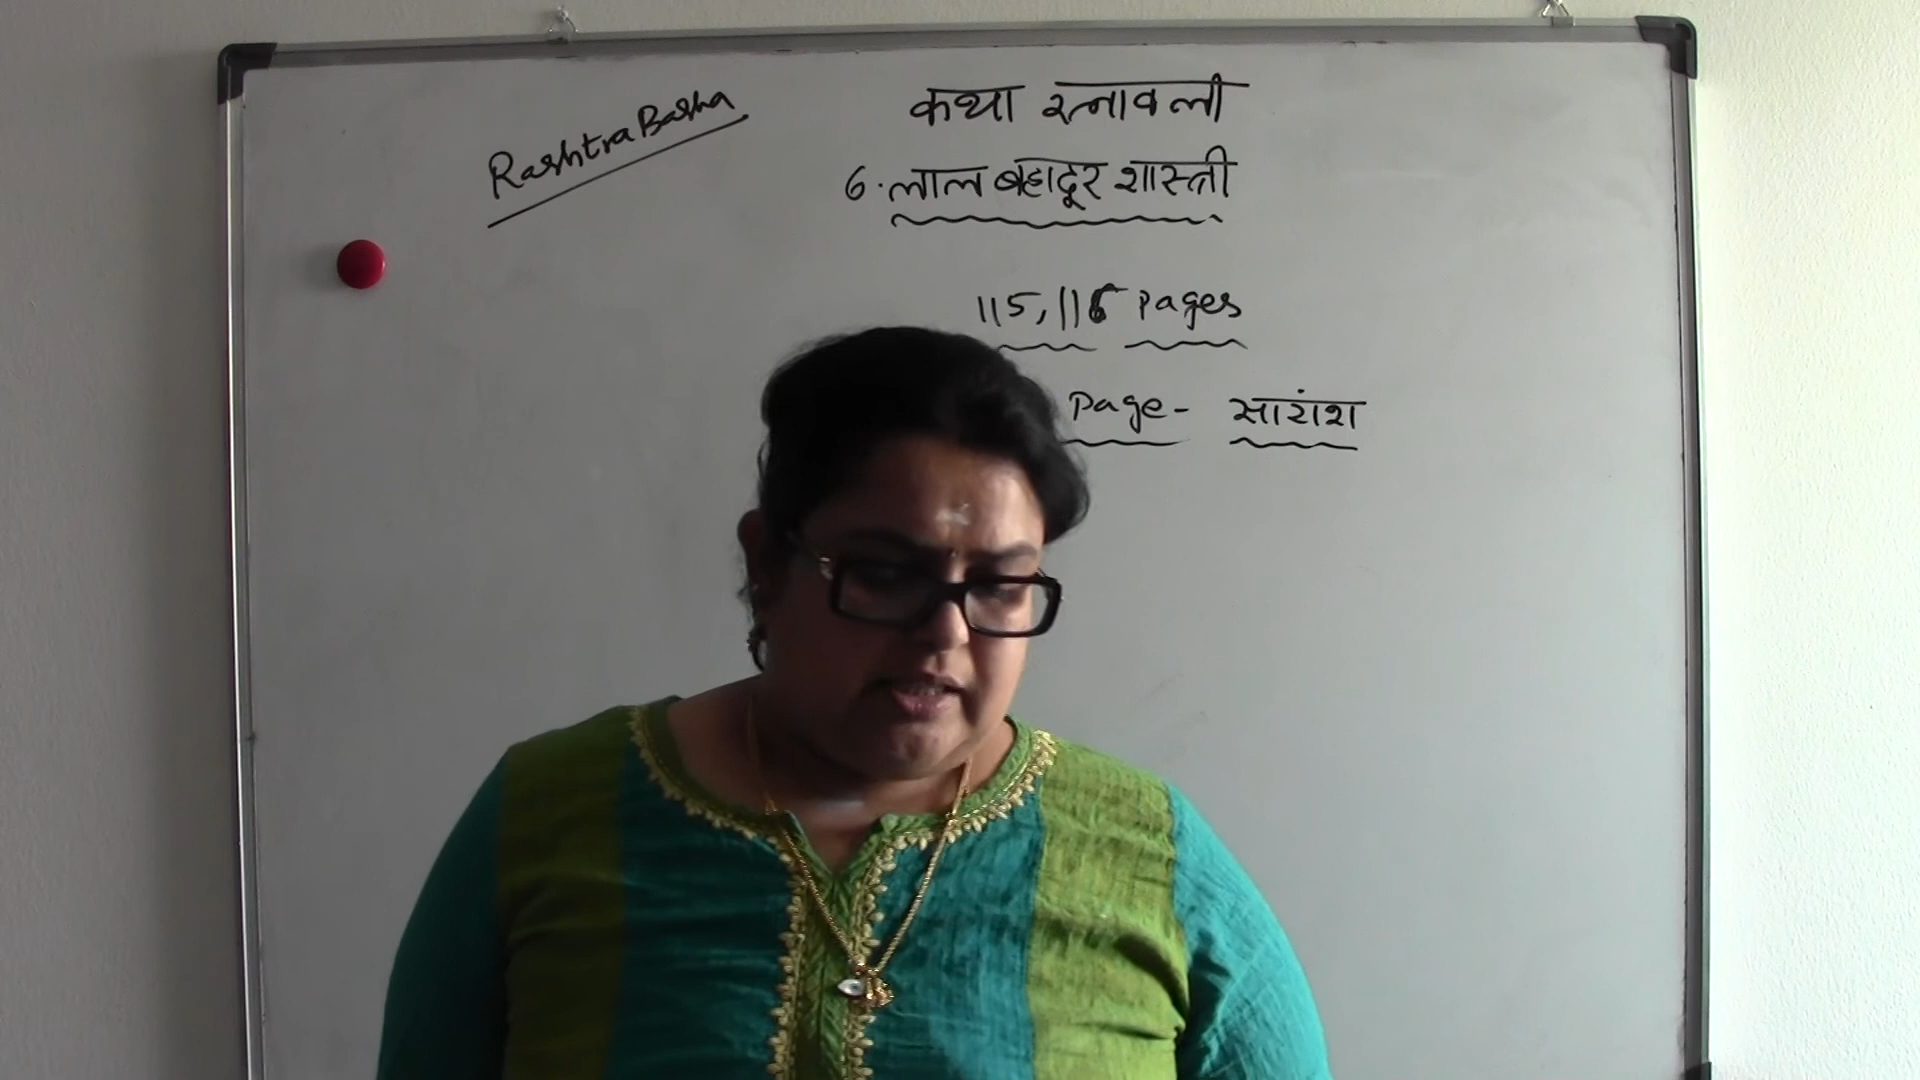 Rashtra Basha
कथा रत्नावली
6. लाल बहादूर शास्त्री
115, 116 Pages
Page - सारांश